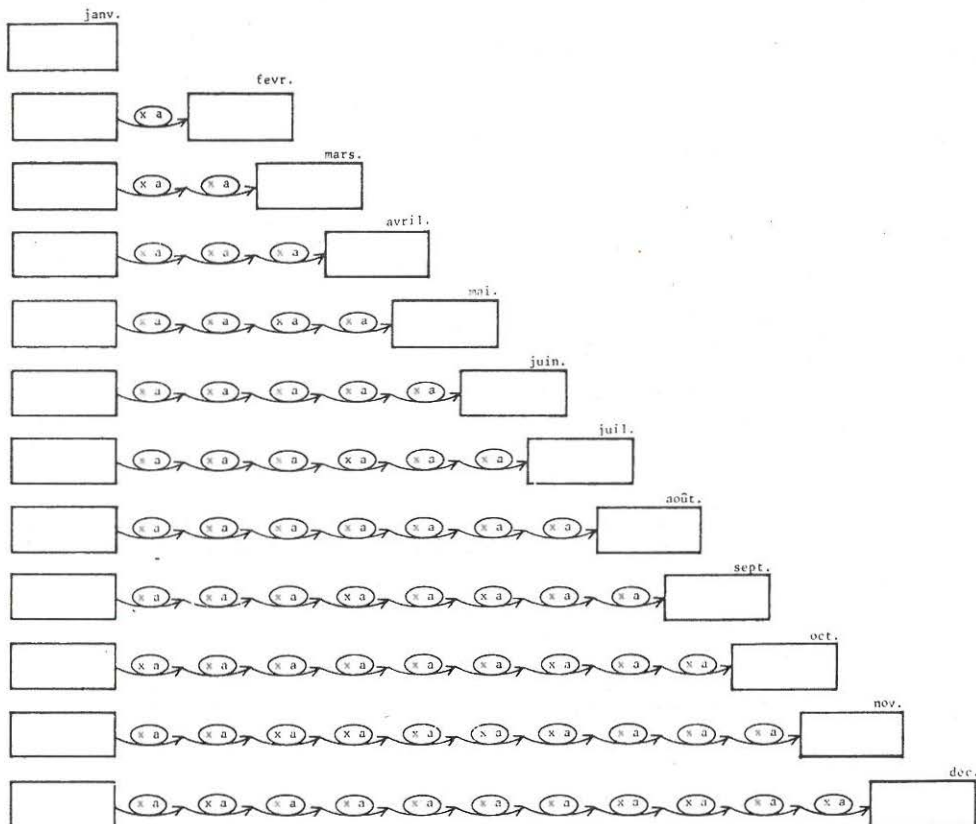 janv.
fevr.
x a
mars.
x a x a
avril.
x a x a x a
mai.
x a x a x a x a
juin.
x a x a x a x a x a
juil.
x a x a x a x a x a x a
août.
x a x a x a x a x a x a x a
sept.
x a x a x a x a x a x a x a x a
oct.
x a x a x a x a x a x a x a x a x a
nov.
x a x a x a x a x a x a x a x a x a x a
dec.
x a x a x a x a x a x a x a x a x a x a x a